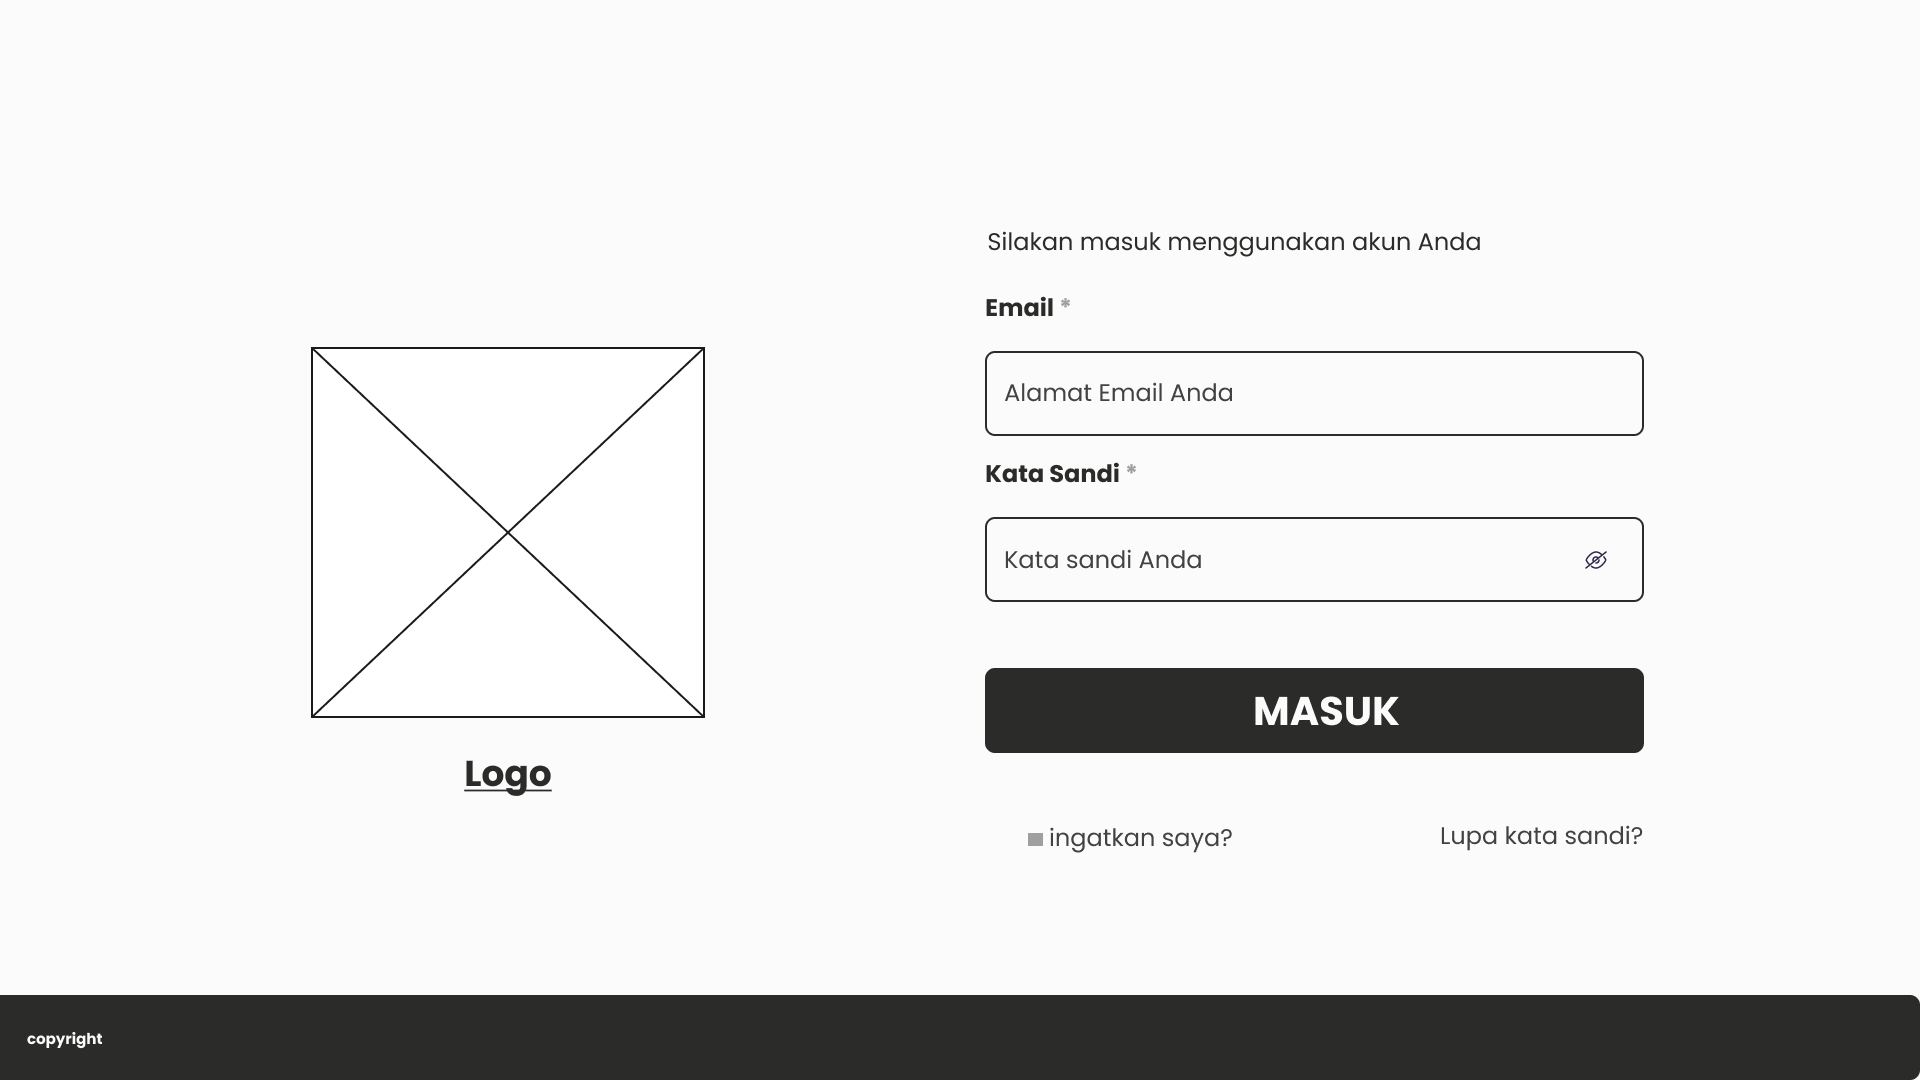 Silakan masuk menggunakan akun Anda
Email *
Alamat Email Anda
Kata Sandi *
Kata sandi Anda
MASUK
Logo
ingatkan saya?
Lupa kata sandi?
copyright